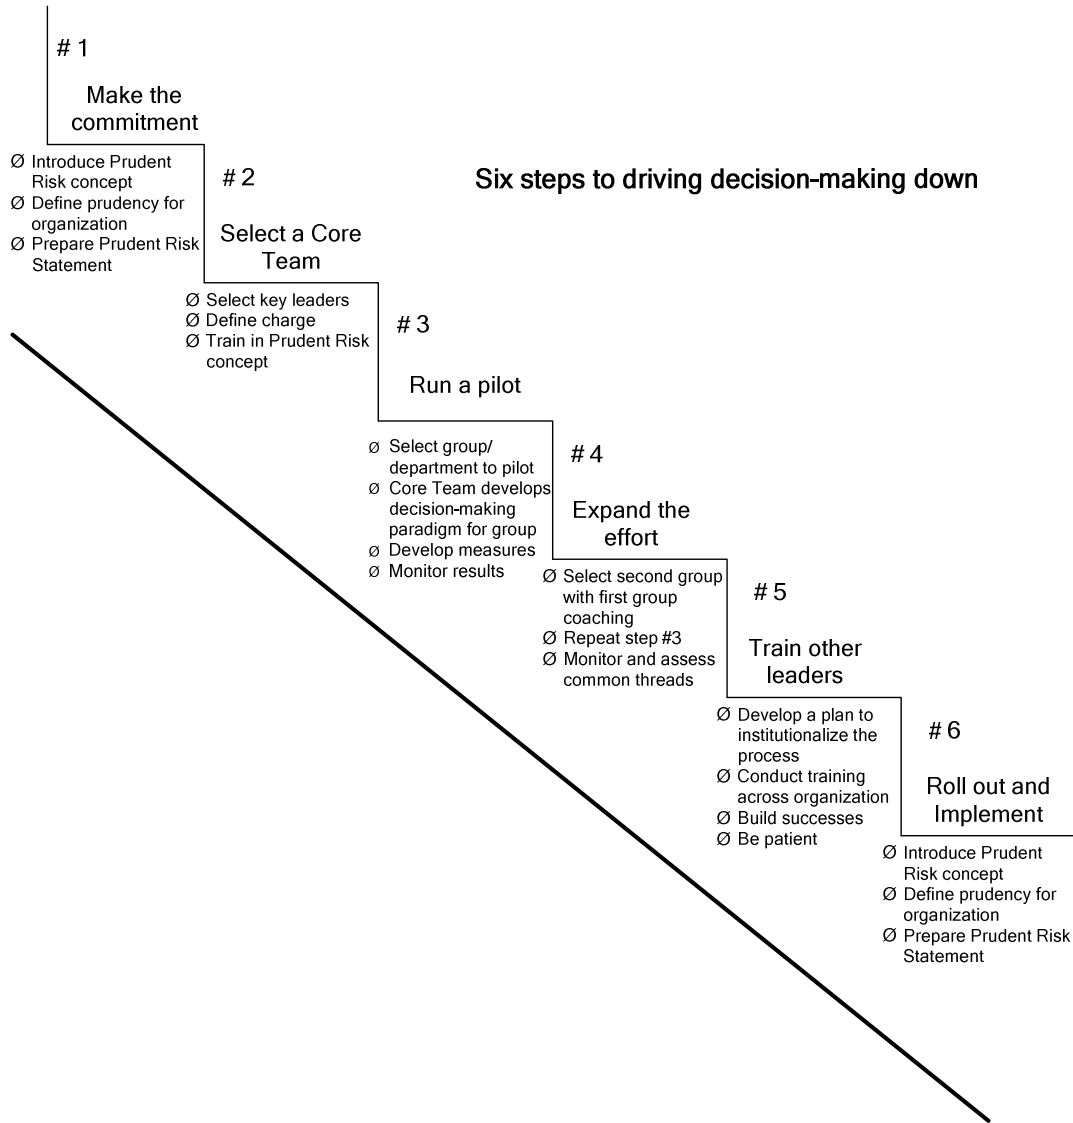 # 1
Make the
commitment
Ø Introduce Prudent
Risk concept
Ø Define prudency for
organization
Ø Prepare Prudent Risk
Statement
Six steps to driving decision-making down
# 2
Select a Core
Team
Ø Select key leaders
Ø Define charge
Ø Train in Prudent Risk
concept
# 3
Run a pilot
Ø Select group/
department to pilot
Ø Core Team develops
decision-making
paradigm for group
Ø Develop measures
Ø Monitor results
# 4
Expand the
effort
Ø Select second group
with first group
coaching
Ø Repeat step #3
Ø Monitor and assess
common threads
# 5
Train other
leaders
Ø Develop a plan to
institutionalize the
process
Ø Conduct training
across organization
Ø Build successes
Ø Be patient
# 6
Roll out and
Implement
Ø Introduce Prudent
Risk concept
Ø Define prudency for
organization
Ø Prepare Prudent Risk
Statement